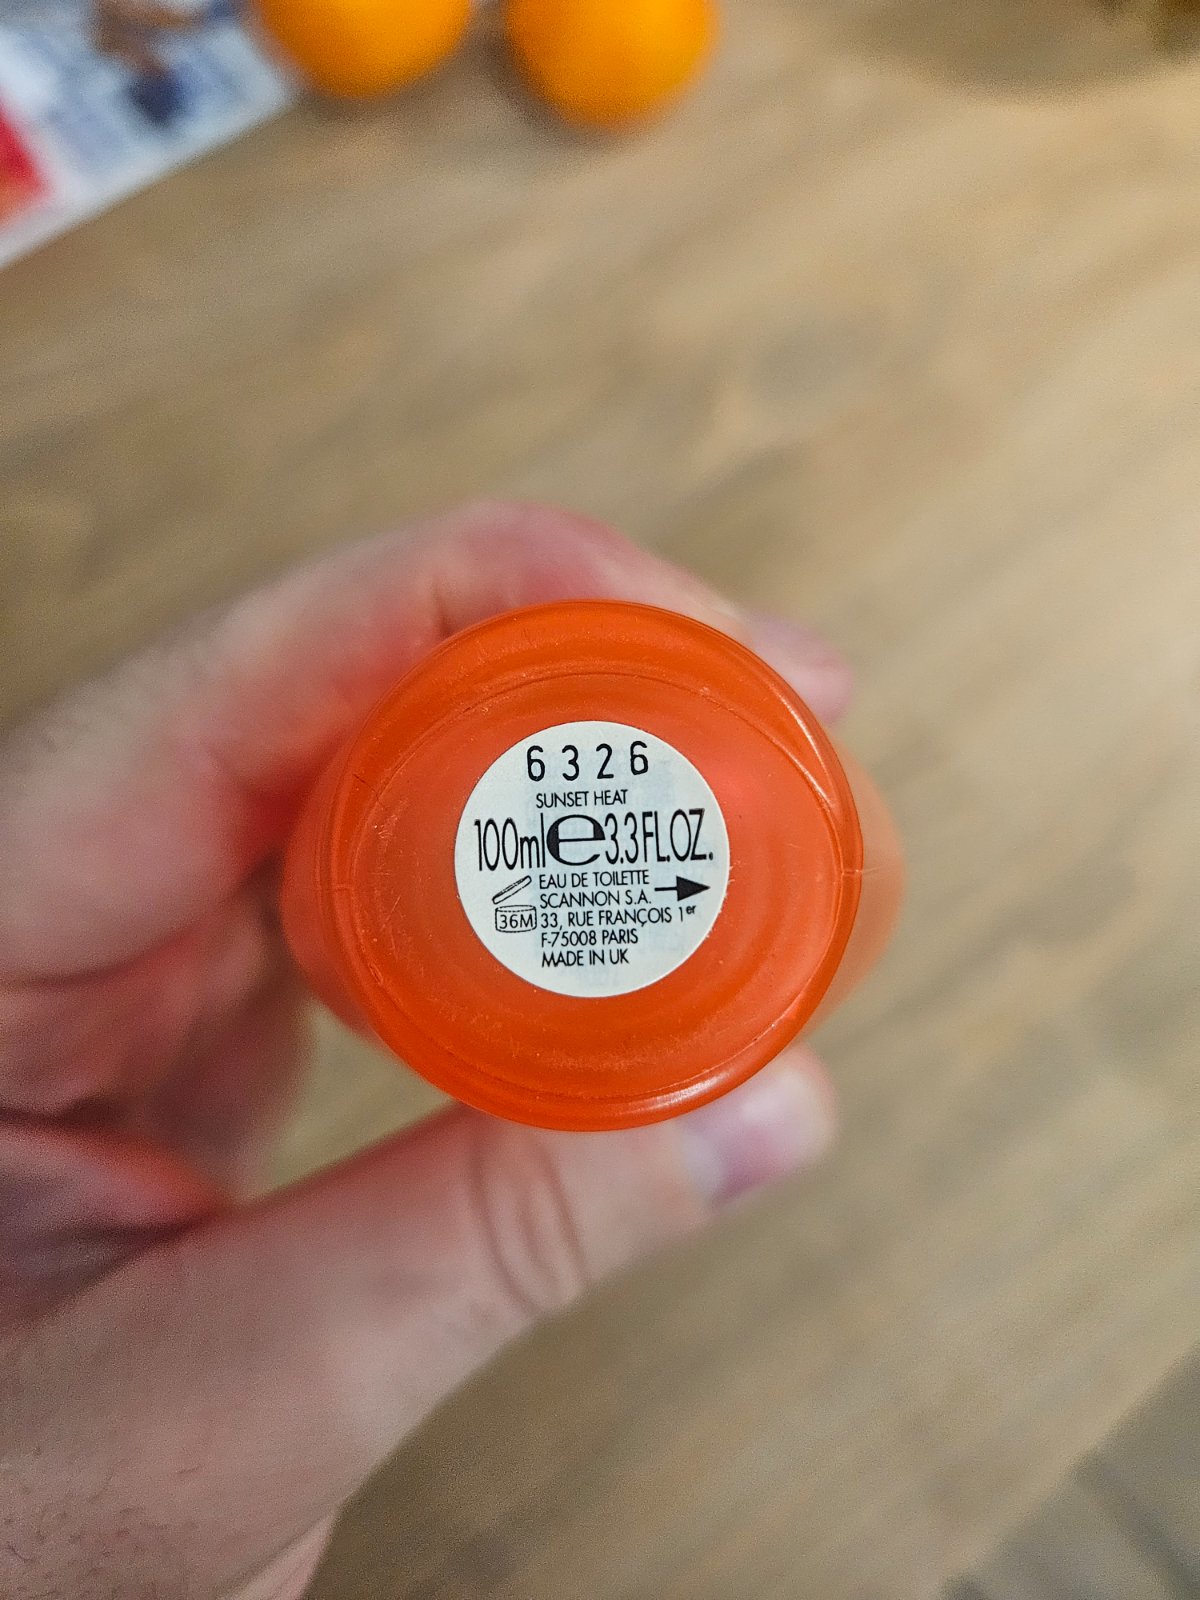 6326
SUNSET HEAT
100ml e 3.3FL.OZ.
EAU DE TOILETTE
SCANNON S.A.
36M 33, RUE FRANÇOIS 1er
F-75008 PARIS
MADE IN UK